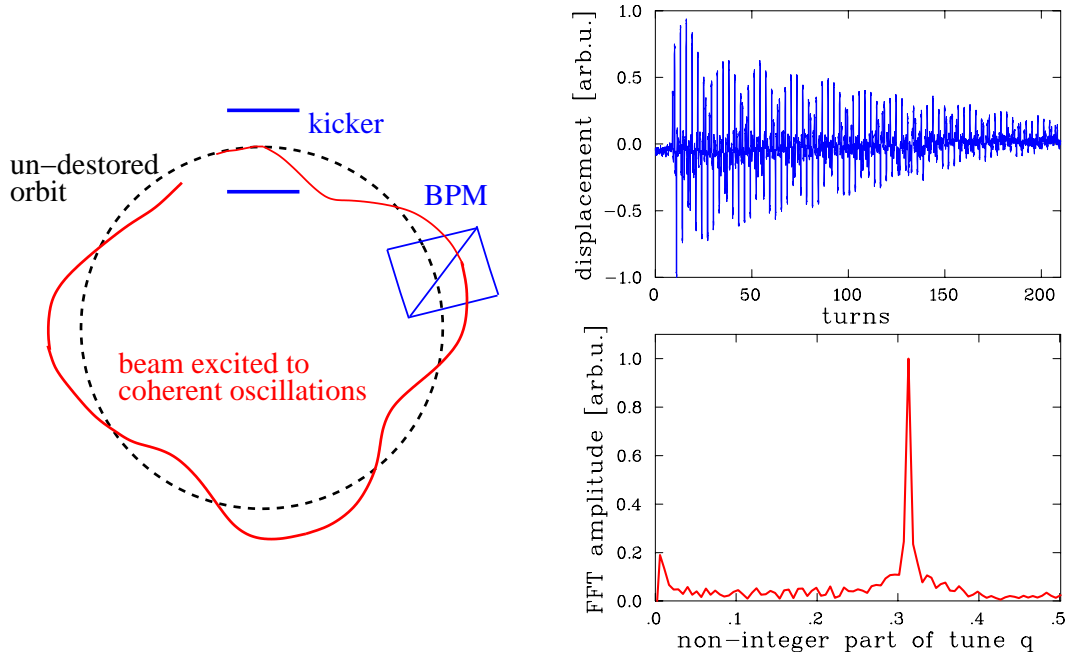 kicker
un-destored
orbit
BPM
beam excited to
coherent oscillations
displacement [arb.u.]
1.0
0.5
0.0
-0.5
-1.0
0 50 100 150 200
turns
FFT amplitude [arb.u.]
1.0
0.8
0.6
0.4
0.2
0.0
.0 .1 .2 .3 .4 .5
non-integer part of tune q